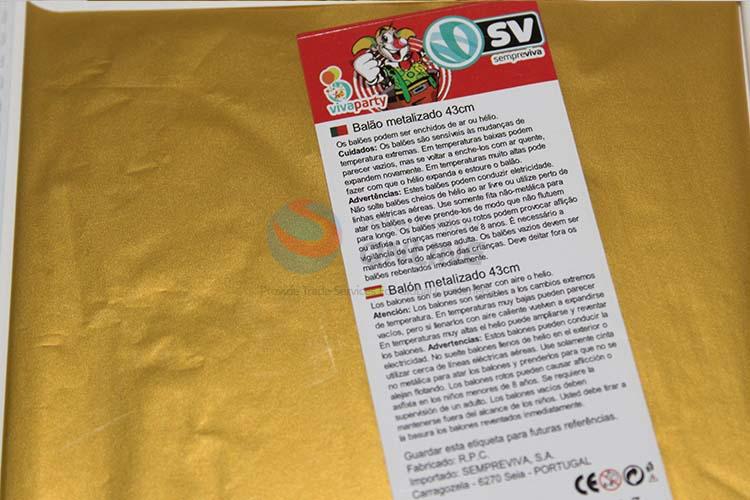 SV
sempreviva
vivaparty
Balão metalizado 43cm
Os balões podem ser enchidos de ar ou hélio.
Cuidados: Os balões são sensíveis às mudanças de
temperatura extremas. Em temperaturas baixas podem
parecer vazios, mas se voltar a enche-los com ar quente,
expandem novamente. Em temperaturas muito altas pode
fazer com que o hélio expanda e estoure o balão.
Advertências: Estes balões podem conduzir eletricidade.
Não solte balões cheios de hélio ao ar livre ou utilize perto de
linhas elétricas aéreas. Use somente fita não-metálica para
atar os balões e deve prende-los de modo que não flutuem
para longe. Os balões vazios ou rotos podem provocar aflição
ou asfixia a crianças menores de 8 anos. É necessário a
vigilância de uma pessoa adulta. Os balões vazios devem ser
mantidos fora do alcance das crianças. Deve deitar fora os
balões rebentados imediatamente.
Provide Trade Services
Balón metalizado 43cm
Los balones son se pueden llenar con aire o helio.
Atención: Los balones son sensibles a los cambios extremos
de temperatura. En temperaturas muy bajas pueden parecer
vacíos, pero si llenarlos con aire caliente vuelven a expandirse
En temperaturas muy altas el helio puede ampliarse y reventar
los balones. Advertencias: Estos balones pueden conducir la
electricidad. No suelte balones llenos de helio en el exterior o
utilizar cerca de líneas eléctricas aéreas. Use solamente cinta
no metálica para atar los balones y prenderlos para que no se
alejan flotando. Los balones rotos pueden causar aflicción o
asfixia en los niños menores de 8 años. Se requiere la
supervisión de un adulto. Los balones vacíos deben
mantenerse fuera del alcance de los niños. Usted debe tirar a
la basura los balones reventados inmediatamente.
Guardar esta etiqueta para futuras referências.
Fabricado: R.P.C.
Importado: SEMPREVIVA, S.A.
Carragozela - 6270 Seia - PORTUGAL
CE
0-3